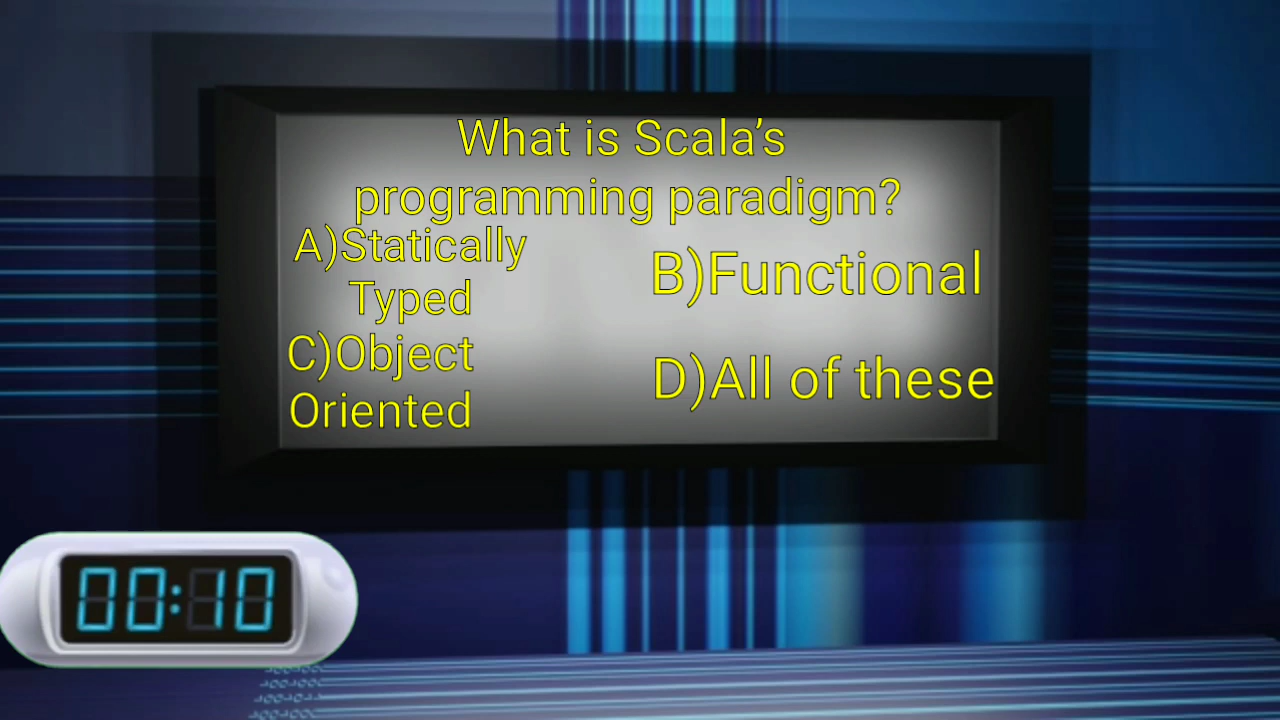 What is Scala’s
programming paradigm?
A)Statically
Typed
B)Functional
C)Object
Oriented
D)All of these
00:10